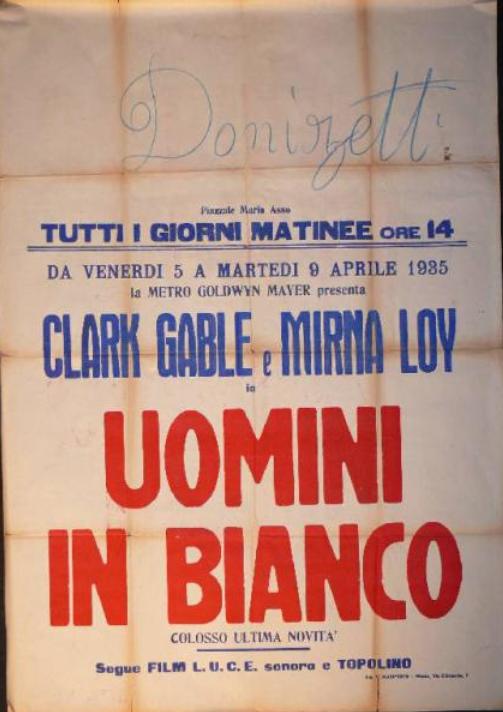 Donizetti
Piazzale Maria Asso
TUTTI I GIORNI MATINEE ORE 14
DA VENERDI 5 A MARTEDI 9 APRILE 1935
la METRO GOLDWYN MAYER presenta
CLARK GABLE e MIRNA LOY
in
UOMINI
IN BIANCO
COLOSSO ULTIMA NOVITA'
Segue FILM L. U. C. E. sonoro e TOPOLINO